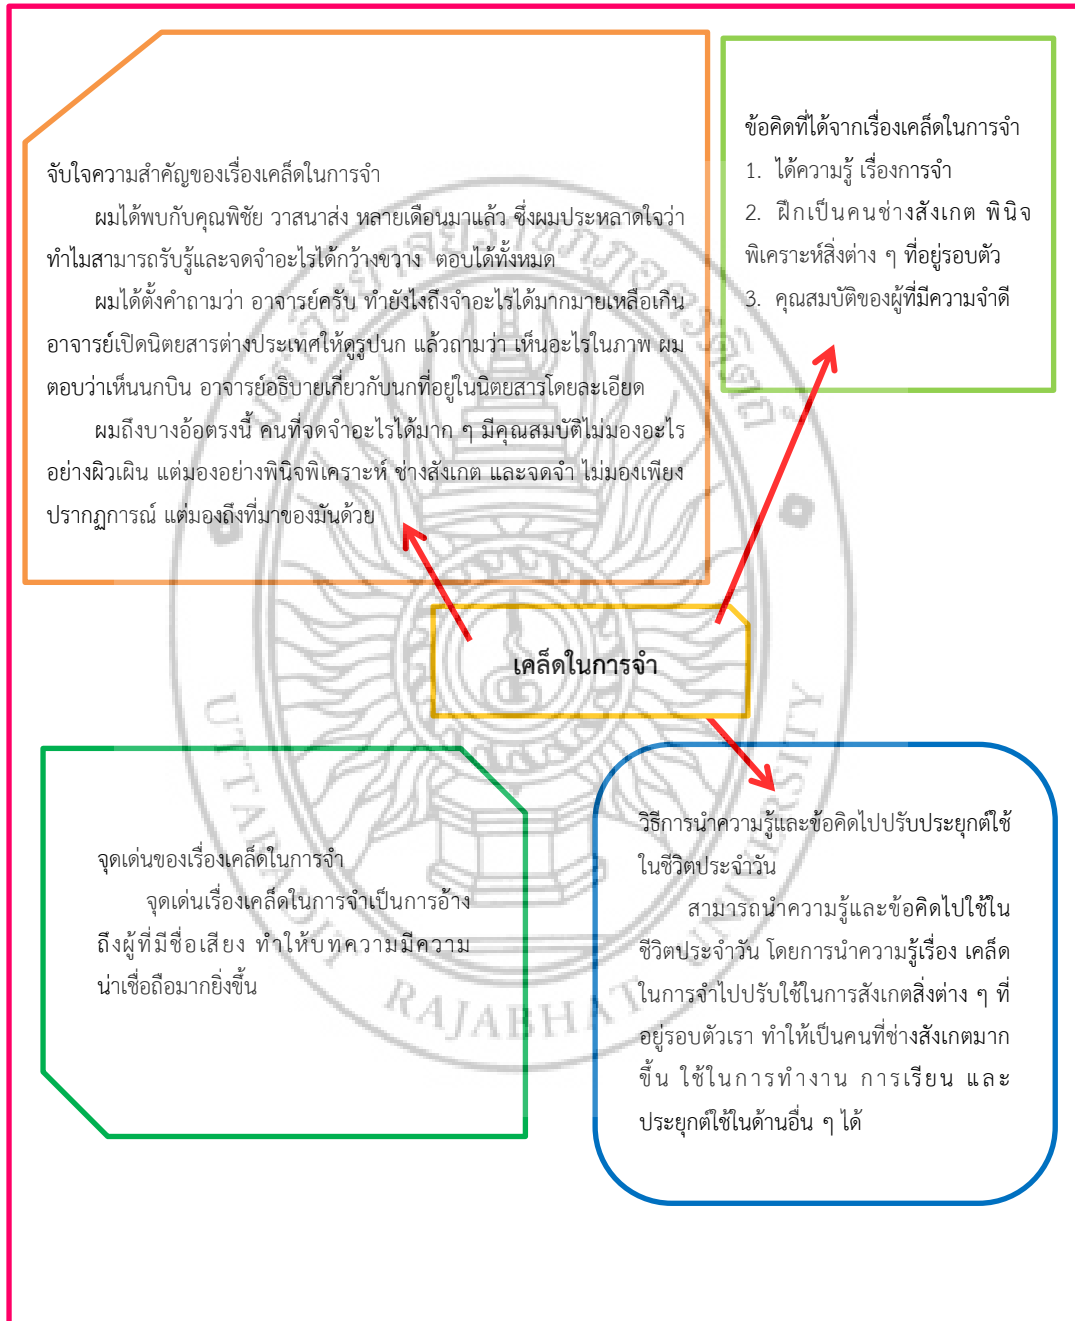 จับใจความสำคัญของเรื่องเคล็ดในการจำ
ผมได้พบกับคุณพิชัย วาสนาส่ง หลายเดือนมาแล้ว ซึ่งผมประหลาดใจว่า
ทำไมสามารถรับรู้และจดจำอะไรได้กว้างขวาง ตอบได้ทั้งหมด
ผมได้ตั้งคำถามว่า อาจารย์ครับ ทำยังไงถึงจำอะไรได้มากมายเหลือเกิน
อาจารย์เปิดนิตยสารต่างประเทศให้ดูรูปนก แล้วถามว่า เห็นอะไรในภาพ ผม
ตอบว่าเห็นนกบิน อาจารย์อธิบายเกี่ยวกับนกที่อยู่ในนิตยสารโดยละเอียด
ผมถึงบางอ้อตรงนี้ คนที่จดจำอะไรได้มาก ๆ มีคุณสมบัติไม่มองอะไร
อย่างผิวเผิน แต่มองอย่างพินิจพิเคราะห์ ช่างสังเกต และจดจำ ไม่มองเพียง
ปรากฏการณ์ แต่มองถึงที่มาของมันด้วย
ข้อคิดที่ได้จากเรื่องเคล็ดในการจำ
1. ได้ความรู้ เรื่องการจำ
2. ฝึกเป็นคนช่างสังเกต พินิจ
พิเคราะห์สิ่งต่าง ๆ ที่อยู่รอบตัว
3. คุณสมบัติของผู้ที่มีความจำดี
เคล็ดในการจำ
จุดเด่นของเรื่องเคล็ดในการจำ
จุดเด่นเรื่องเคล็ดในการจำเป็นการอ้าง
ถึงผู้ที่มีชื่อเสียง ทำให้บทความมีความ
น่าเชื่อถือมากยิ่งขึ้น
วิธีการนำความรู้และข้อคิดไปปรับประยุกต์ใช้
ในชีวิตประจำวัน
สามารถนำความรู้และข้อคิดไปใช้ใน
ชีวิตประจำวัน โดยการนำความรู้เรื่อง เคล็ด
ในการจำไปปรับใช้ในการสังเกตสิ่งต่าง ๆ ที่
อยู่รอบตัวเรา ทำให้เป็นคนที่ช่างสังเกตมาก
ขึ้น ใช้ในการทำงาน การเรียน และ
ประยุกต์ใช้ในด้านอื่น ๆ ได้
มหาวิทยาลัยราชภัฏอุตรดิตถ์
UTTARADIT RAJABHAT UNIVERSITY